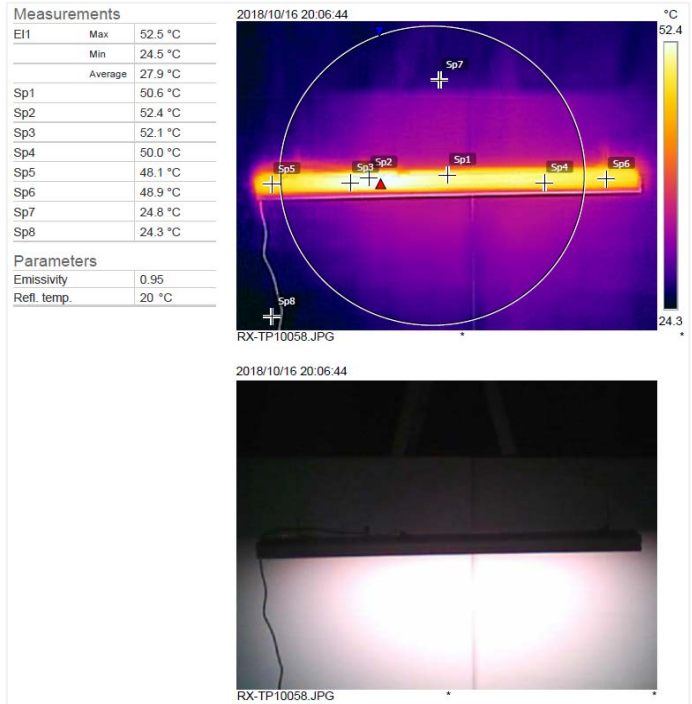 Measurements
El1 Max 52.5 °C
Min 24.5 °C
Average 27.9 °C
Sp1 50.6 °C
Sp2 52.4 °C
Sp3 52.1 °C
Sp4 50.0 °C
Sp5 48.1 °C
Sp6 48.9 °C
Sp7 24.8 °C
Sp8 24.3 °C
Parameters
Emissivity 0.95
Refl. temp. 20 °C
2018/10/16 20:06:44
°C
52.4
Sp7
Sp5
Sp3
Sp2
Sp1
Sp4
Sp6
Sp8
24.3
RX-TP10058.JPG * *
2018/10/16 20:06:44
RX-TP10058.JPG * *